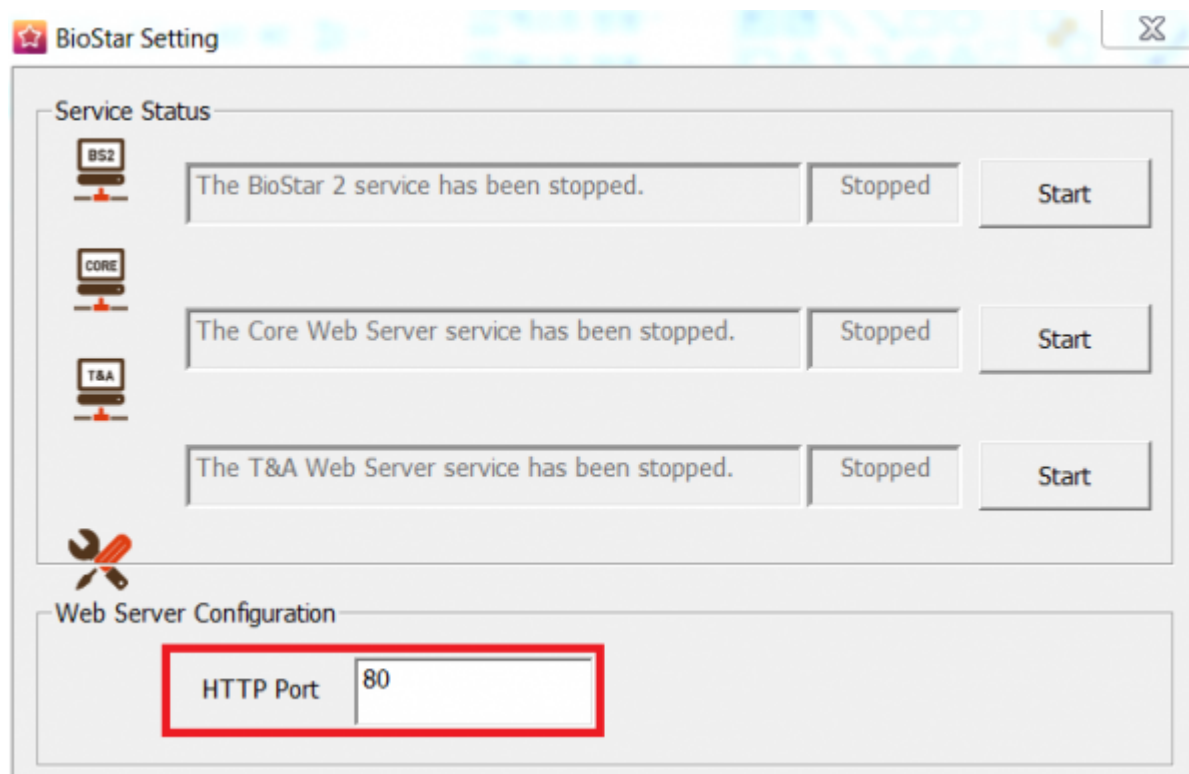 BioStar Setting
Service Status
BS2
The BioStar 2 service has been stopped. Stopped Start
CORE
The Core Web Server service has been stopped. Stopped Start
T&A
The T&A Web Server service has been stopped. Stopped Start
Web Server Configuration
HTTP Port 80